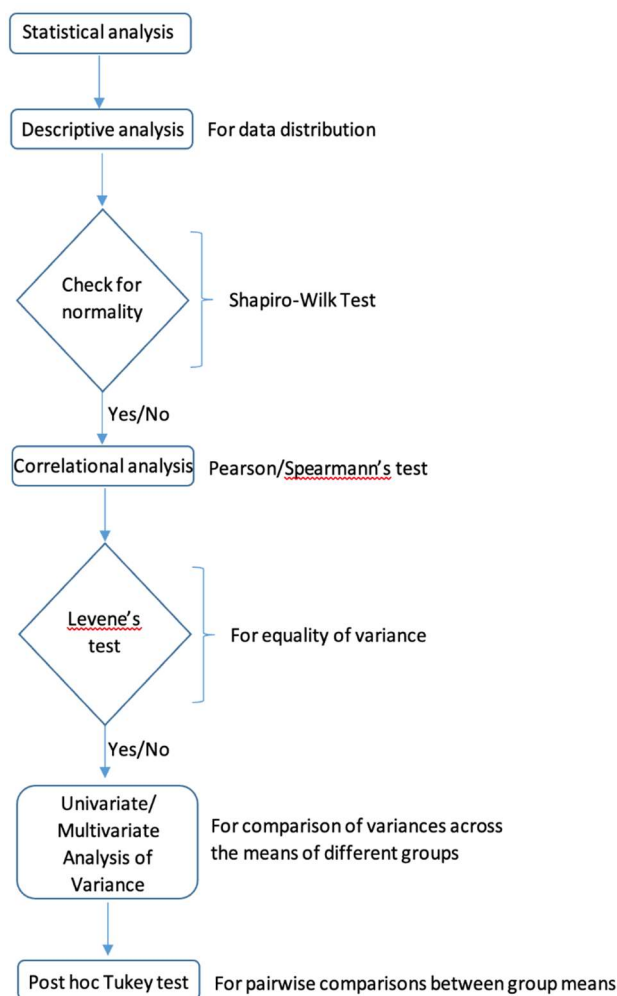 Statistical analysis
Descriptive analysis
For data distribution
Check for
normality
Shapiro-Wilk Test
Yes/No
Correlational analysis
Pearson/Spearmann's test
Levene's
test
For equality of variance
Yes/No
Univariate/
Multivariate
Analysis of
Variance
For comparison of variances across
the means of different groups
Post hoc Tukey test
For pairwise comparisons between group means